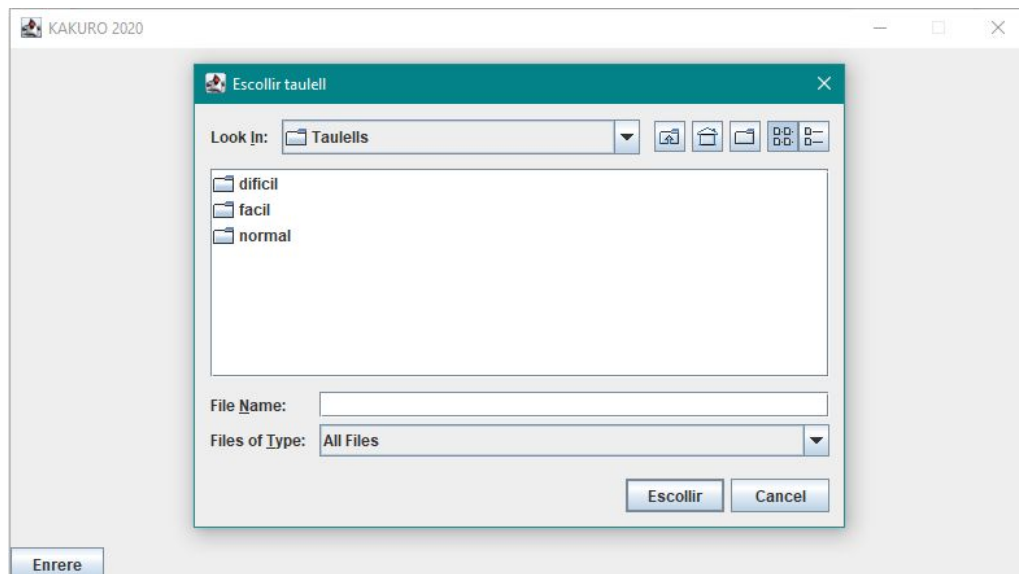 KAKURO 2020
Escollir taulell
Look In: Taulells
dificil
facil
normal
File Name:
Files of Type: All Files
Escollir Cancel
Enrere